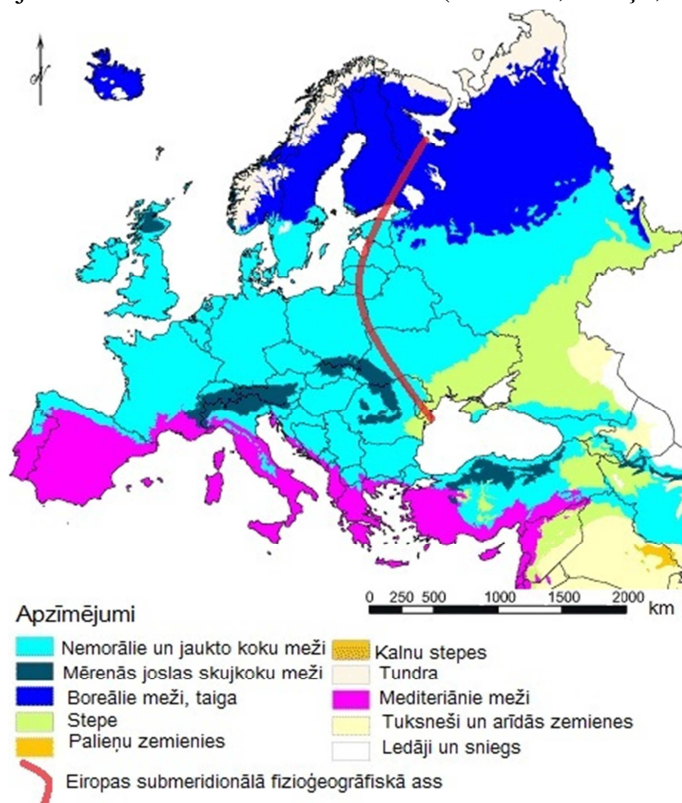 N
0 250 500 1000 1500 2000 km
Apzīmējumi
Nemorālie un jaukto koku meži
Mērenās joslas skujkoku meži
Boreālie meži, taiga
Stepe
Palieņu zemienies
Kalnu stepes
Tundra
Mediteriānie meži
Tuksneši un arīdās zemienes
Ledāji un sniegs
Eiropas submeridionālā fizioģeogrāfiskā ass